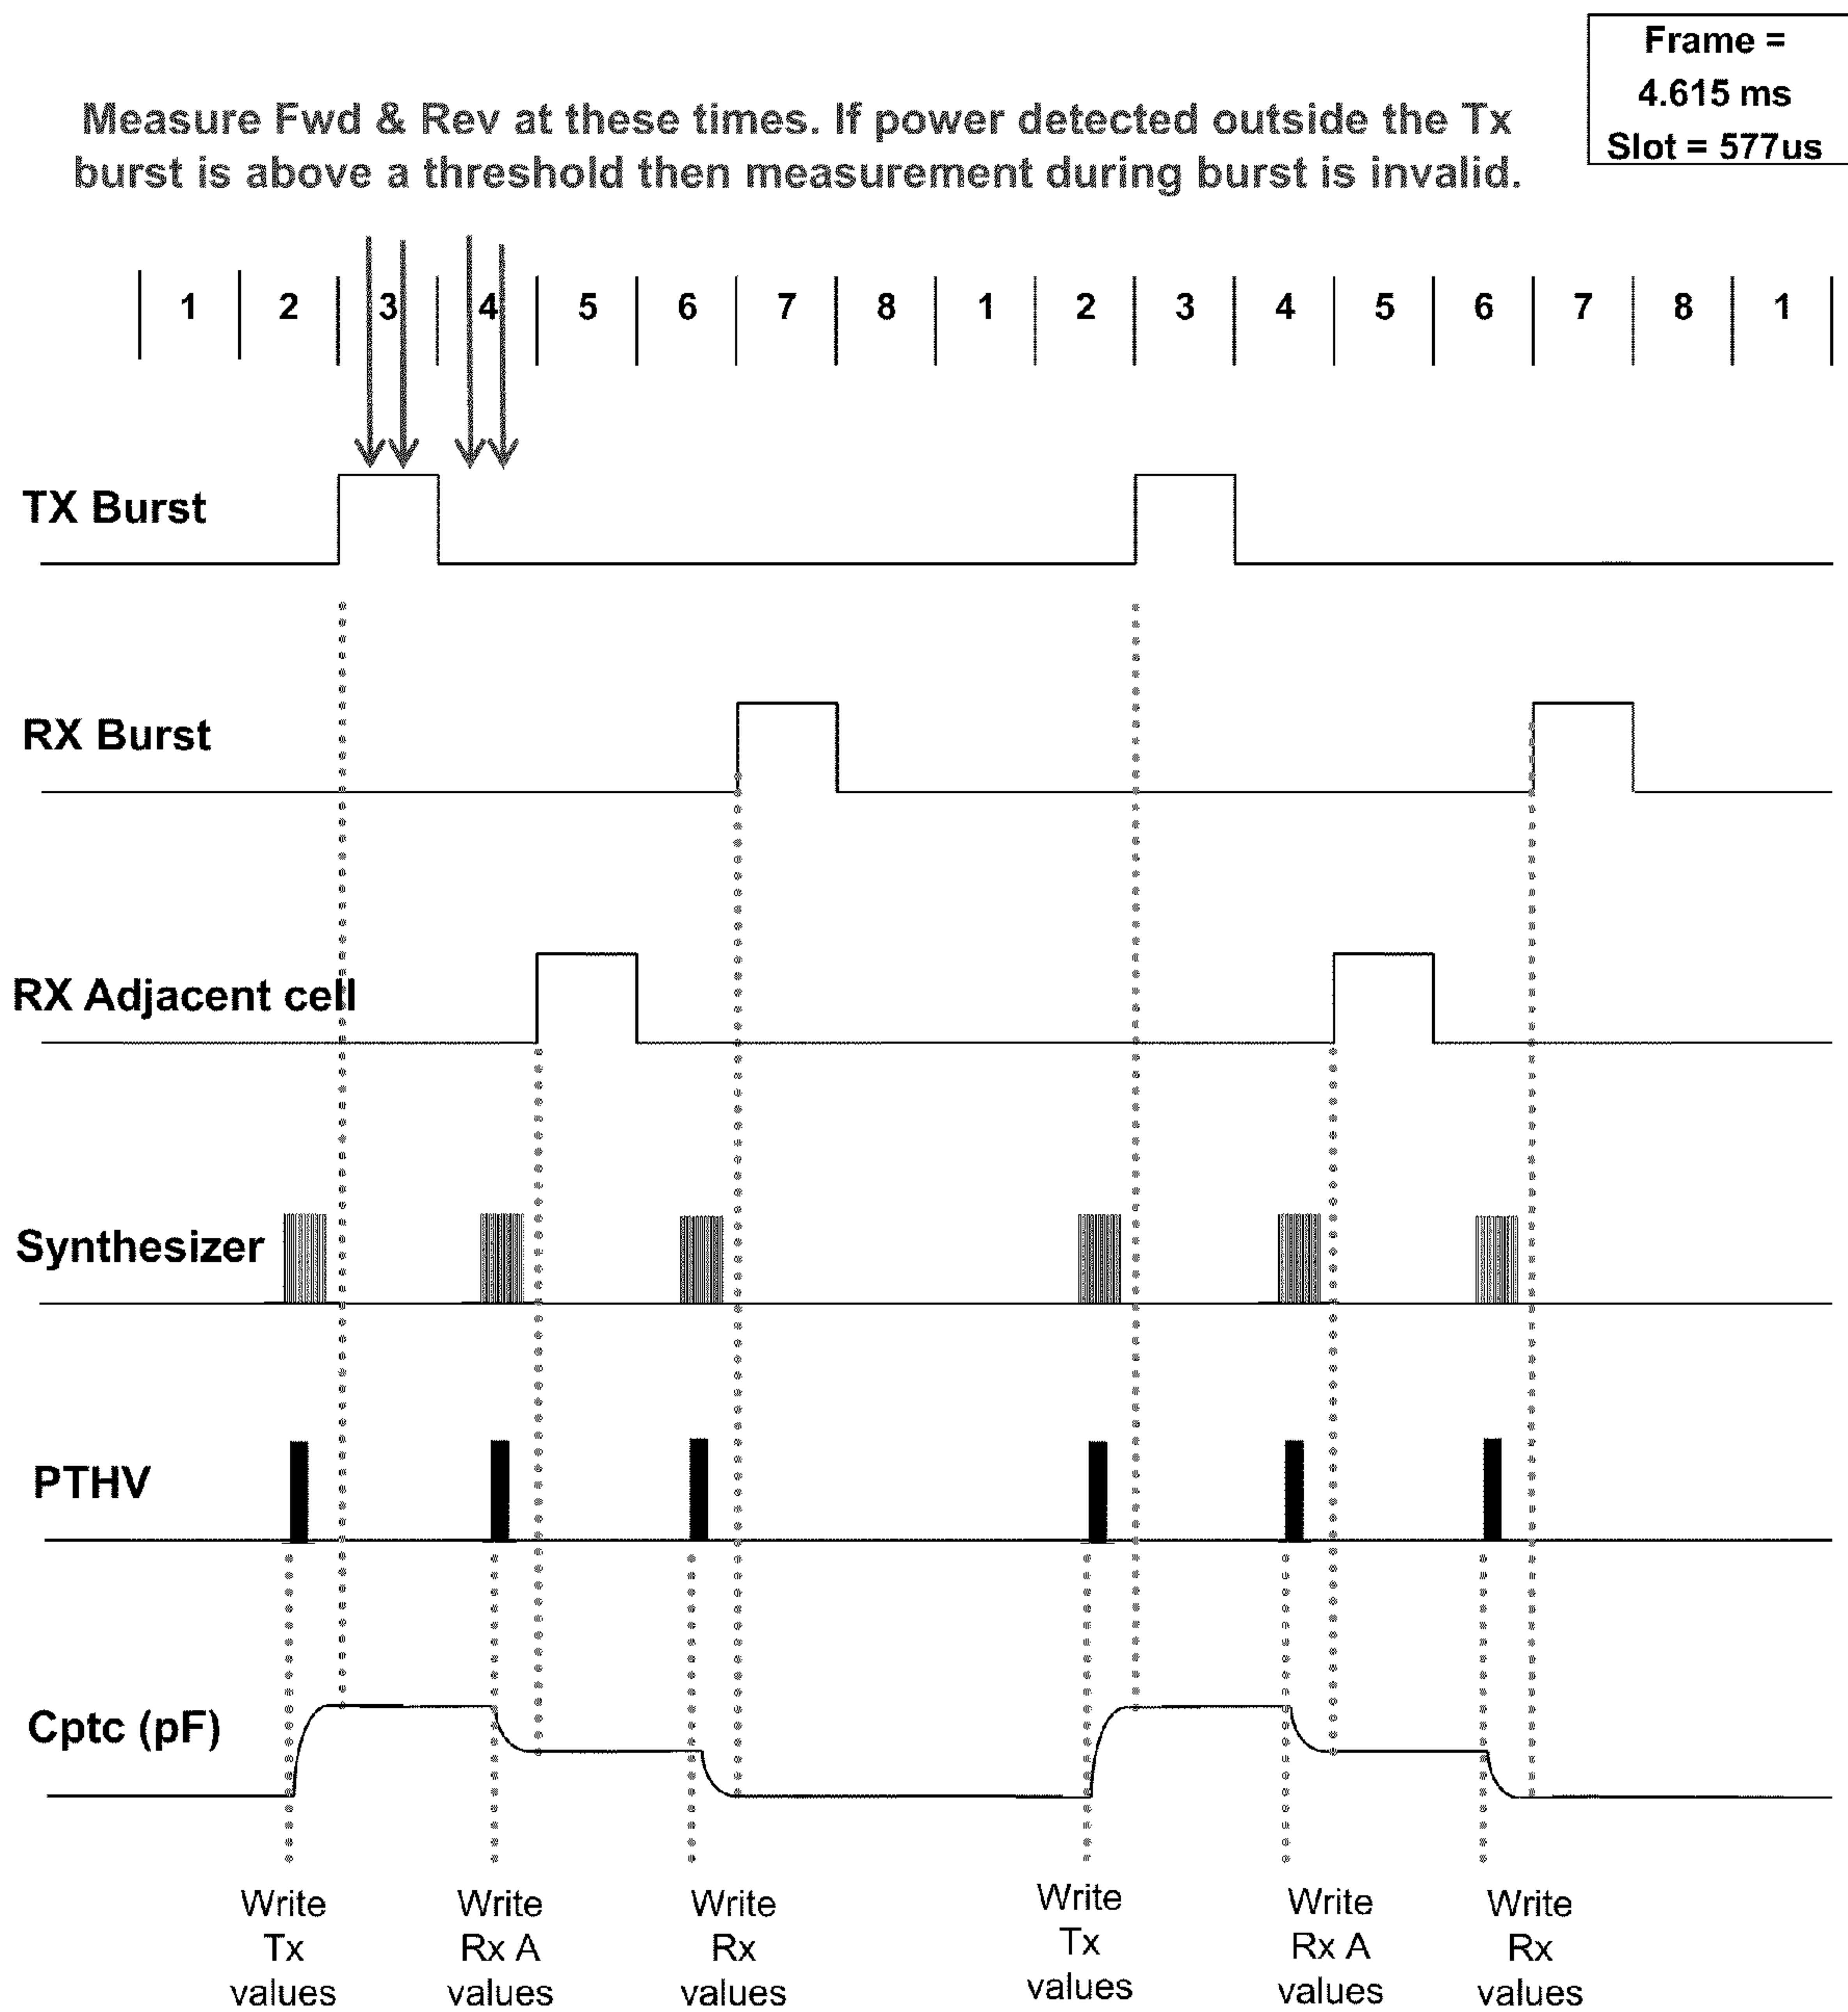 Frame =
4.615 ms
Slot = 577us
Measure Fwd & Rev at these times. If power detected outside the Tx
burst is above a threshold then measurement during burst is invalid.
1 2 3 4 5 6 7 8 1 2 3 4 5 6 7 8 1
TX Burst
RX Burst
RX Adjacent cell
Synthesizer
PTHV
Cptc (pF)
Write Write Write Write Write Write
Tx Rx A Rx Tx Rx A Rx
values values values values values values